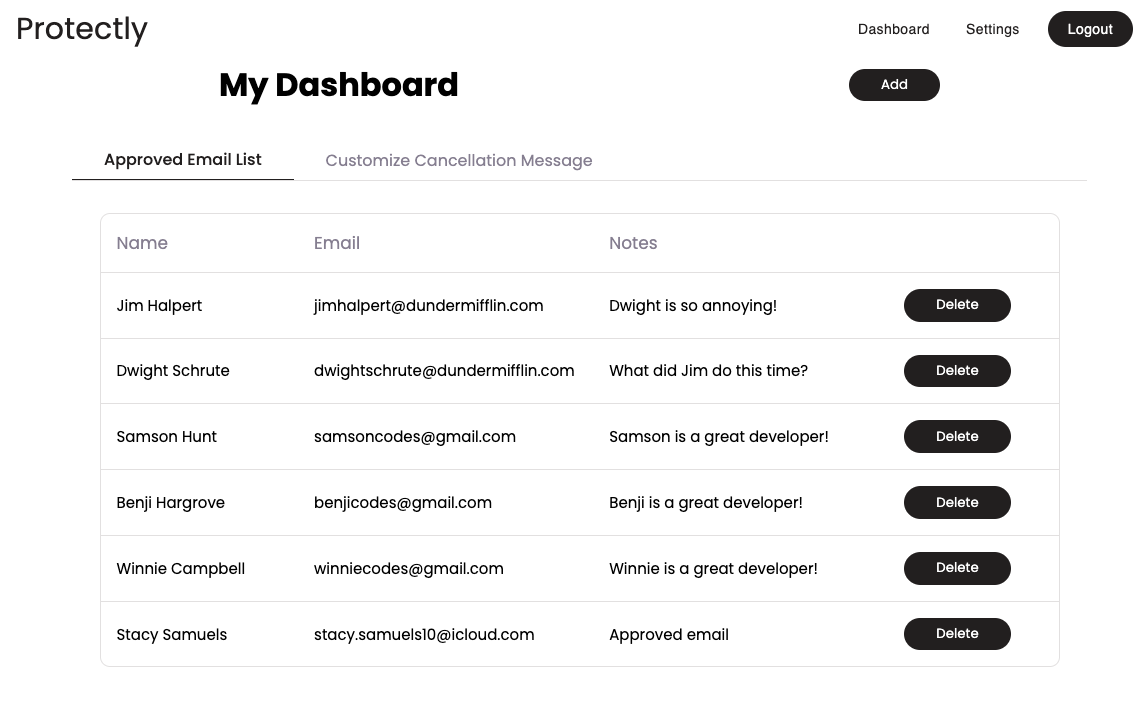 Protectly Dashboard Settings Logout
My Dashboard Add
Approved Email List Customize Cancellation Message
Name Email Notes
Jim Halpert jimhalpert@dundermifflin.com Dwight is so annoying! Delete
Dwight Schrute dwightschrute@dundermifflin.com What did Jim do this time? Delete
Samson Hunt samsoncodes@gmail.com Samson is a great developer! Delete
Benji Hargrove benjicodes@gmail.com Benji is a great developer! Delete
Winnie Campbell winniecodes@gmail.com Winnie is a great developer! Delete
Stacy Samuels stacy.samuels10@icloud.com Approved email Delete